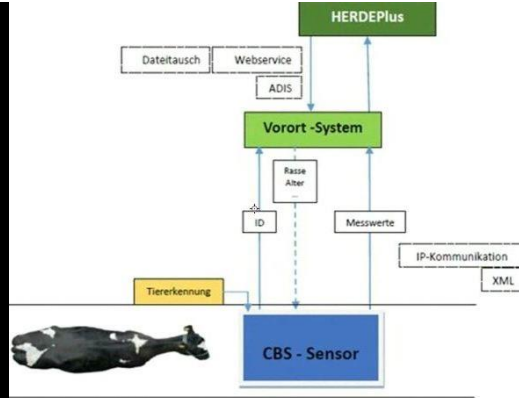 HERDEPlus
Dateitausch
Webservice
ADIS
Vorort -System
Rasse
Alter
...
ID
Messwerte
IP-Kommunikation
XML
Tiererkennung
CBS - Sensor